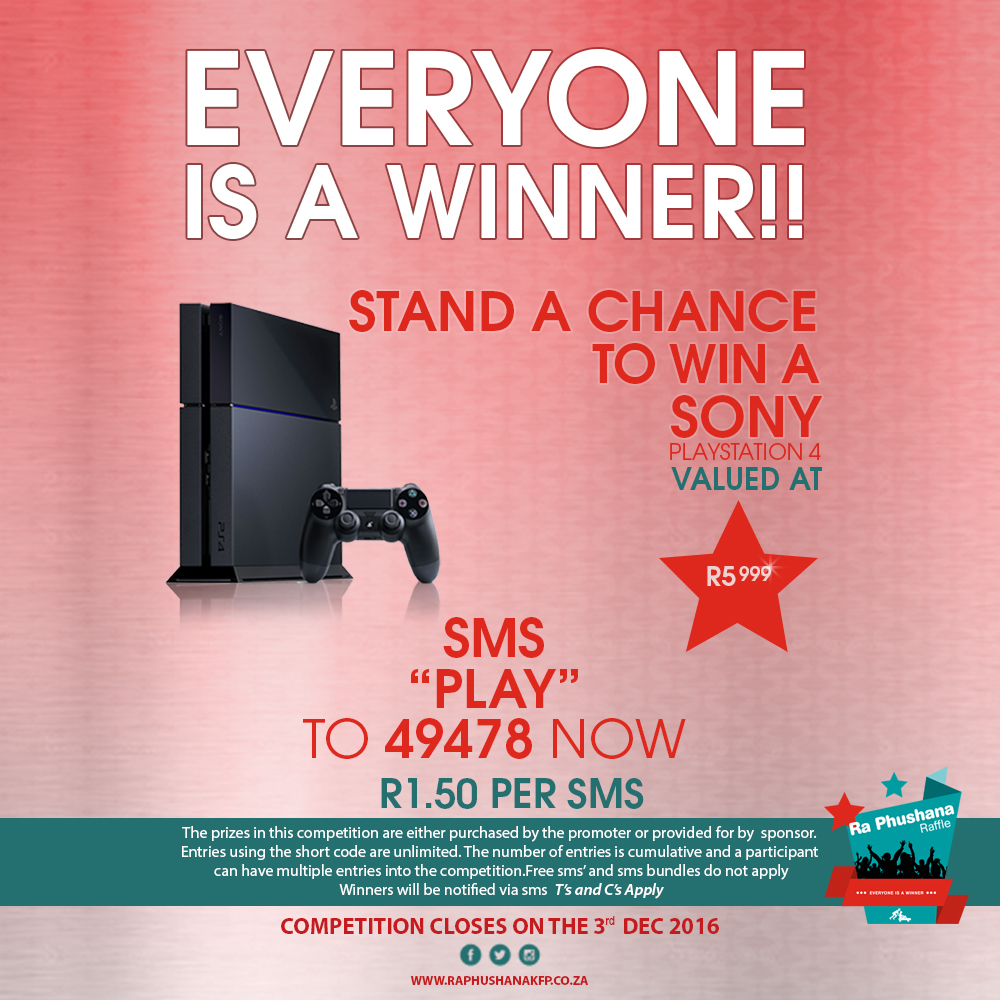 EVERYONE
IS A WINNER!!
STAND A CHANCE
TO WIN A
SONY
PLAYSTATION 4
VALUED AT
R5 999
SONY
PS4
SMS
“PLAY”
TO 49478 NOW
R1.50 PER SMS
The prizes in this competition are either purchased by the promoter or provided for by sponsor.
Entries using the short code are unlimited. The number of entries is cumulative and a participant
can have multiple entries into the competition.Free sms’ and sms bundles do not apply
Winners will be notified via sms T’s and C’s Apply
Ra Phushana
Raffle
••• EVERYONE IS A WINNER •••
COMPETITION CLOSES ON THE 3rd DEC 2016
WWW.RAPHUSHANAKFP.CO.ZA